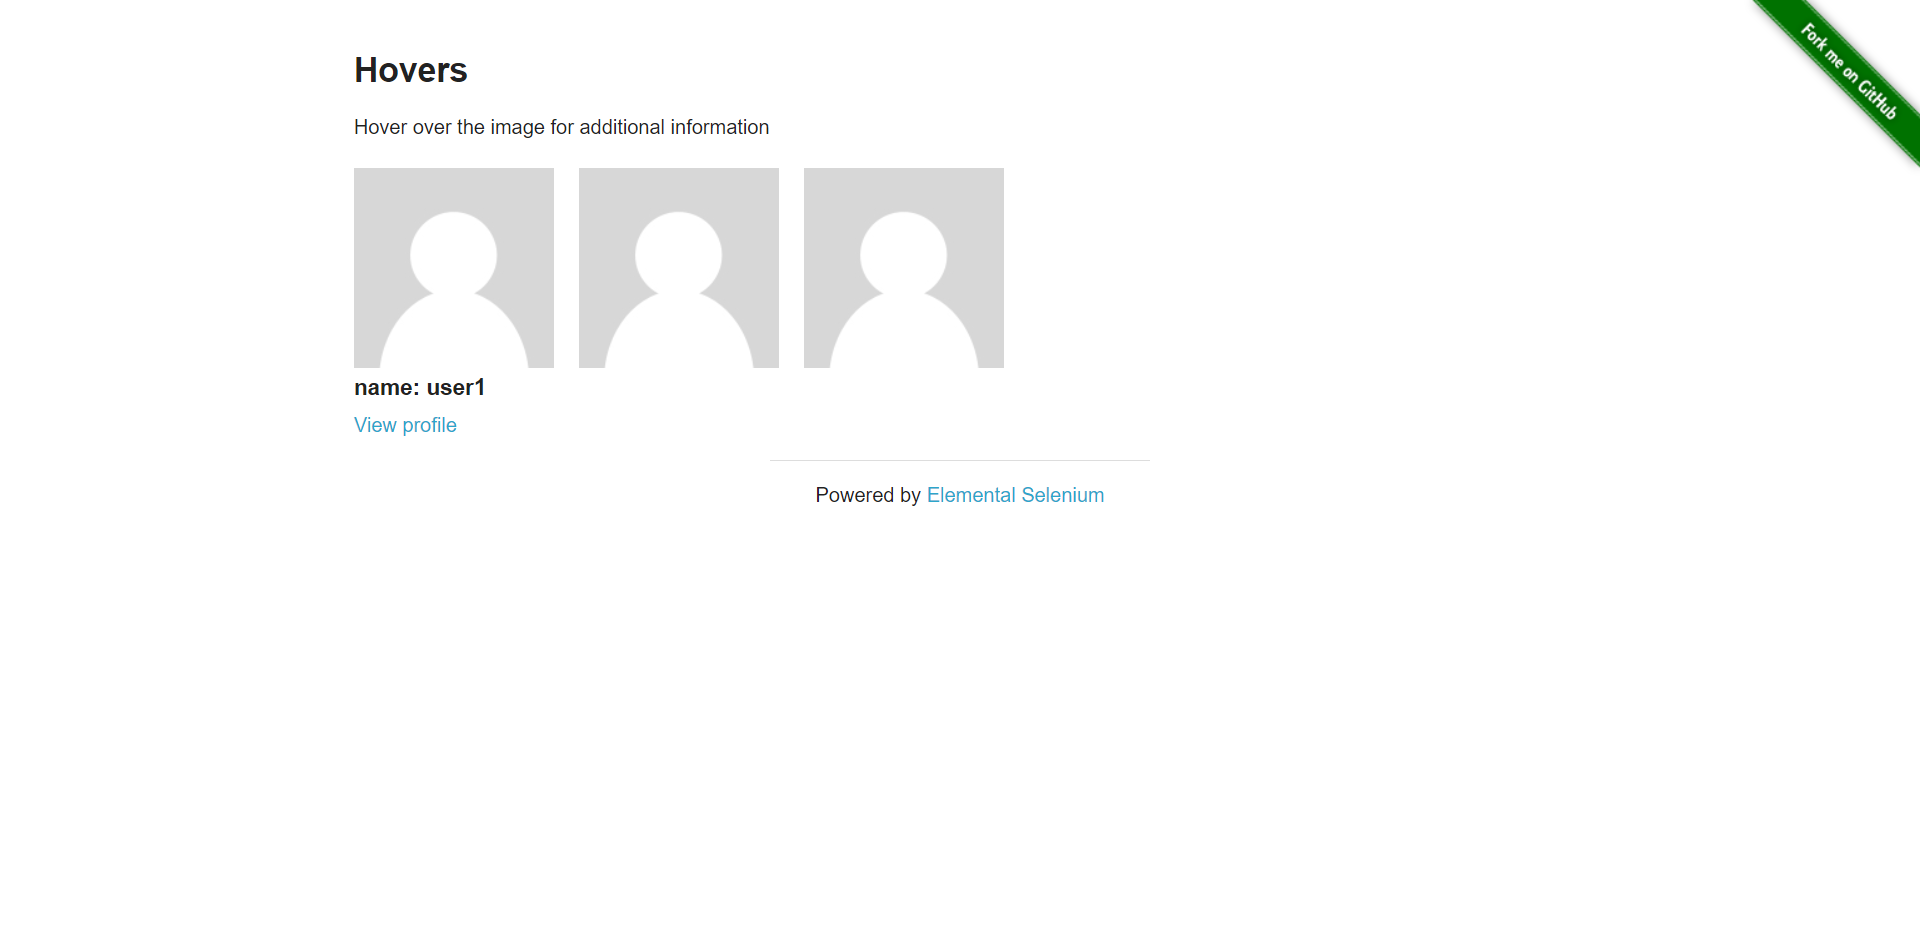 Fork me on GitHub
Hovers
Hover over the image for additional information
name: user1
View profile
Powered by Elemental Selenium